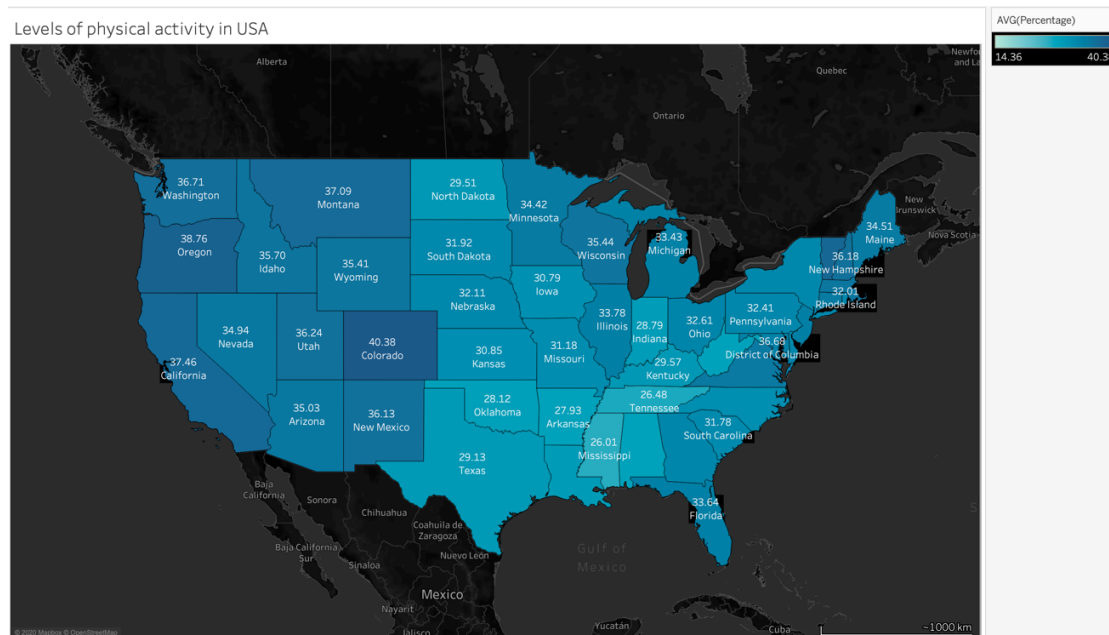 Levels of physical activity in USA
AVG(Percentage)
14.36
40.38
Alberta
Quebec
Ontario
New
Brunswick
Nova Scotia
36.71
Washington
37.09
Montana
29.51
North Dakota
34.42
Minnesota
38.76
Oregon
35.70
Idaho
35.41
Wyoming
31.92
South Dakota
35.44
Wisconsin
33.43
Michigan
34.51
Maine
36.18
New Hampshire
32.01
Rhode Island
30.79
Iowa
32.11
Nebraska
33.78
Illinois
28.79
Indiana
32.61
Ohio
32.41
Pennsylvania
36.68
District of Columbia
34.94
Nevada
36.24
Utah
40.38
Colorado
30.85
Kansas
31.18
Missouri
29.57
Kentucky
37.46
California
26.48
Tennessee
35.03
Arizona
36.13
New Mexico
28.12
Oklahoma
27.93
Arkansas
31.78
South Carolina
26.01
Mississippi
29.13
Texas
33.64
Florida
Baja
California
Sonora
Chihuahua
Coahuila de
Zaragoza
Baja California
Sur
Nuevo León
Sinaloa
Gulf of
Mexico
Mexico
Nayarit
Jalisco
Yucatán
Cuba
~1000 km
© 2020 Mapbox © OpenStreetMap